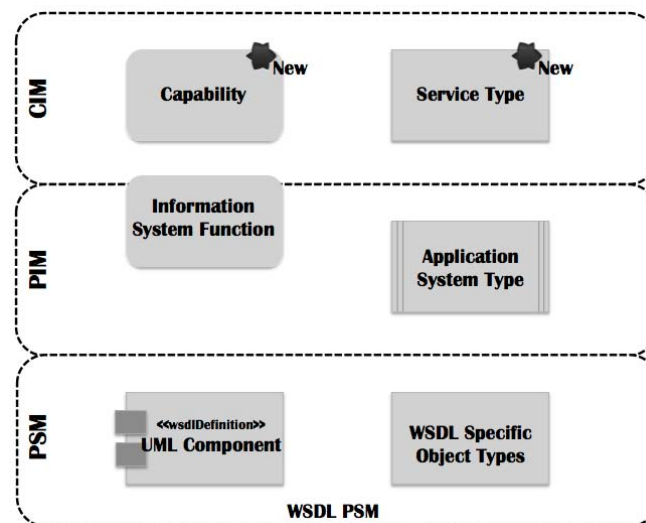 CIM
Capability
New
Service Type
New
PIM
Information
System Function
Application
System Type
PSM
«wsdlDefinition»
UML Component
WSDL Specific
Object Types
WSDL PSM